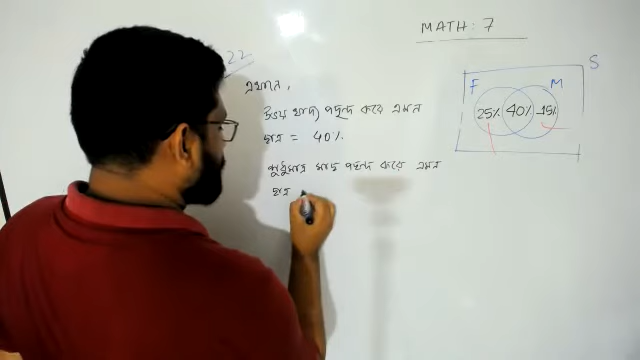 MATH: 7
22
এখানে,
উভয় খাদ্য পছন্দ করে এমন
ছাত্র = 40%
শুধুমাত্র মাছ পছন্দ করে এমন
ছাত্র
S
F M
25% 40% 15%